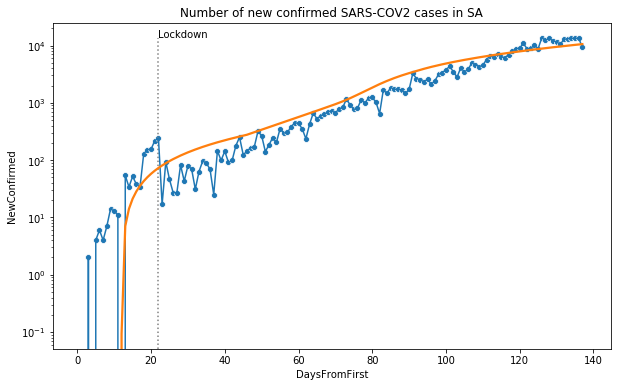 Number of new confirmed SARS-COV2 cases in SA
Lockdown
NewConfirmed
10⁴
10³
10²
10¹
10⁰
10⁻¹
0 20 40 60 80 100 120 140
DaysFromFirst